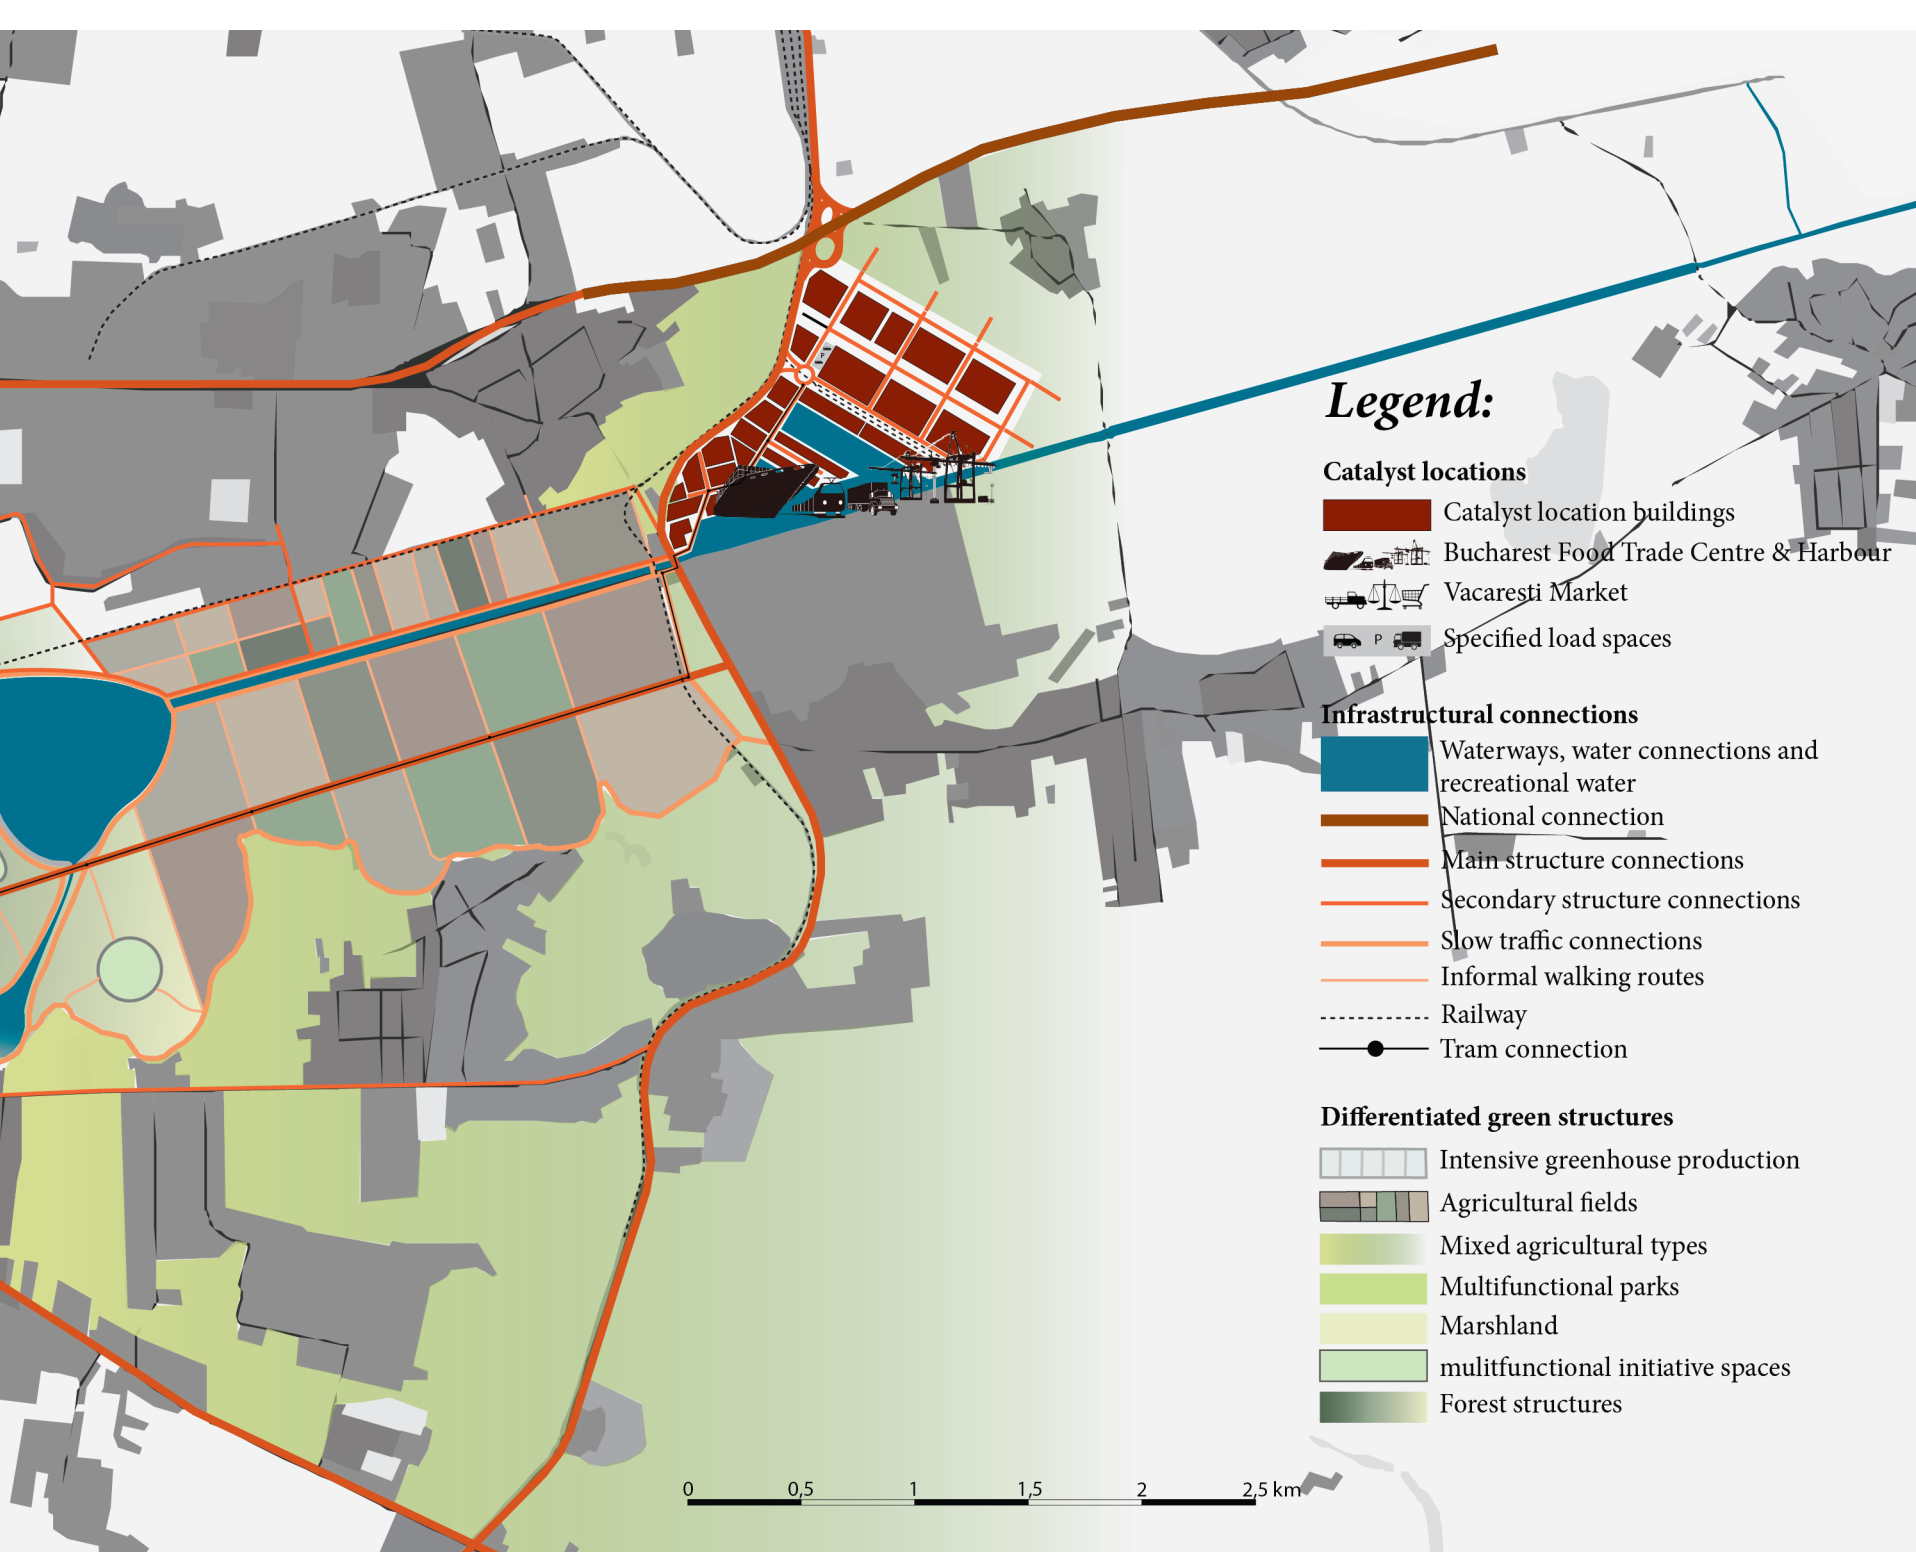 Legend:
Catalyst locations
Catalyst location buildings
Bucharest Food Trade Centre & Harbour
Vacaresti Market
P
Specified load spaces
Infrastructural connections
Waterways, water connections and
recreational water
National connection
Main structure connections
Secondary structure connections
Slow traffic connections
Informal walking routes
Railway
Tram connection
Differentiated green structures
Intensive greenhouse production
Agricultural fields
Mixed agricultural types
Multifunctional parks
Marshland
mulitfunctional initiative spaces
Forest structures
P
0 0,5 1 1,5 2 2,5 km